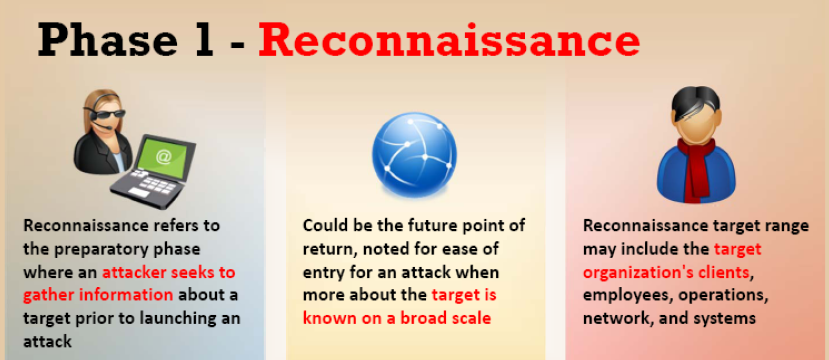 Phase 1 - Reconnaissance
@
Reconnaissance refers to
the preparatory phase
where an attacker seeks to
gather information about a
target prior to launching an
attack
Could be the future point of
return, noted for ease of
entry for an attack when
more about the target is
known on a broad scale
Reconnaissance target range
may include the target
organization's clients,
employees, operations,
network, and systems